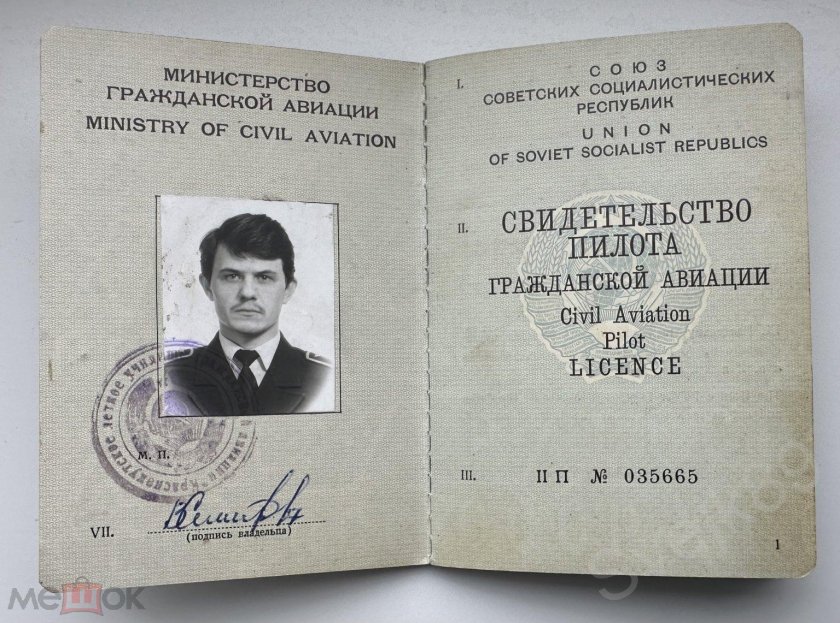 МИНИСТЕРСТВО
ГРАЖДАНСКОЙ АВИАЦИИ
MINISTRY OF CIVIL AVIATION
М. П.
VII.
(подпись владельца)
I.
СОЮЗ
СОВЕТСКИХ СОЦИАЛИСТИЧЕСКИХ
РЕСПУБЛИК
UNION
OF SOVIET SOCIALIST REPUBLICS
II.
СВИДЕТЕЛЬСТВО
ПИЛОТА
ГРАЖДАНСКОЙ АВИАЦИИ
Civil Aviation
Pilot
LICENCE
III.
II П № 035665
1
МЕШОК